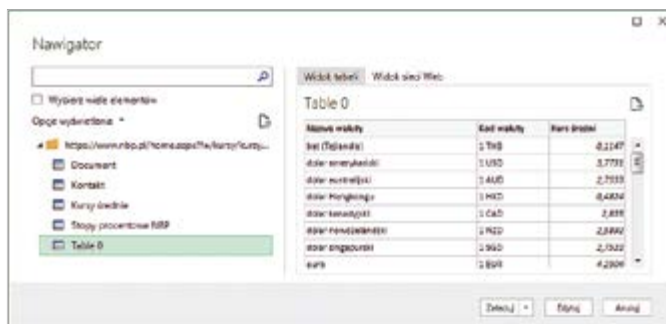 Nawigator
Wybierz wiele elementów
Opcje wyświetlania
Document
Kontakt
Kursy średnie
Stopy procentowe NBP
Table 0
Widok tabeli Widok sieci Web
Table 0
Nazwa waluty Kod waluty Kurs średni
bat (Tajlandia) 1 THB
dolar amerykański 1 USD
dolar australijski 1 AUD
dolar Hongkongu 1 HKD
dolar kanadyjski 1 CAD
dolar nowozelandzki 1 NZD
dolar singapurski 1 SGD
euro 1 EUR
Załaduj Edytuj Anuluj